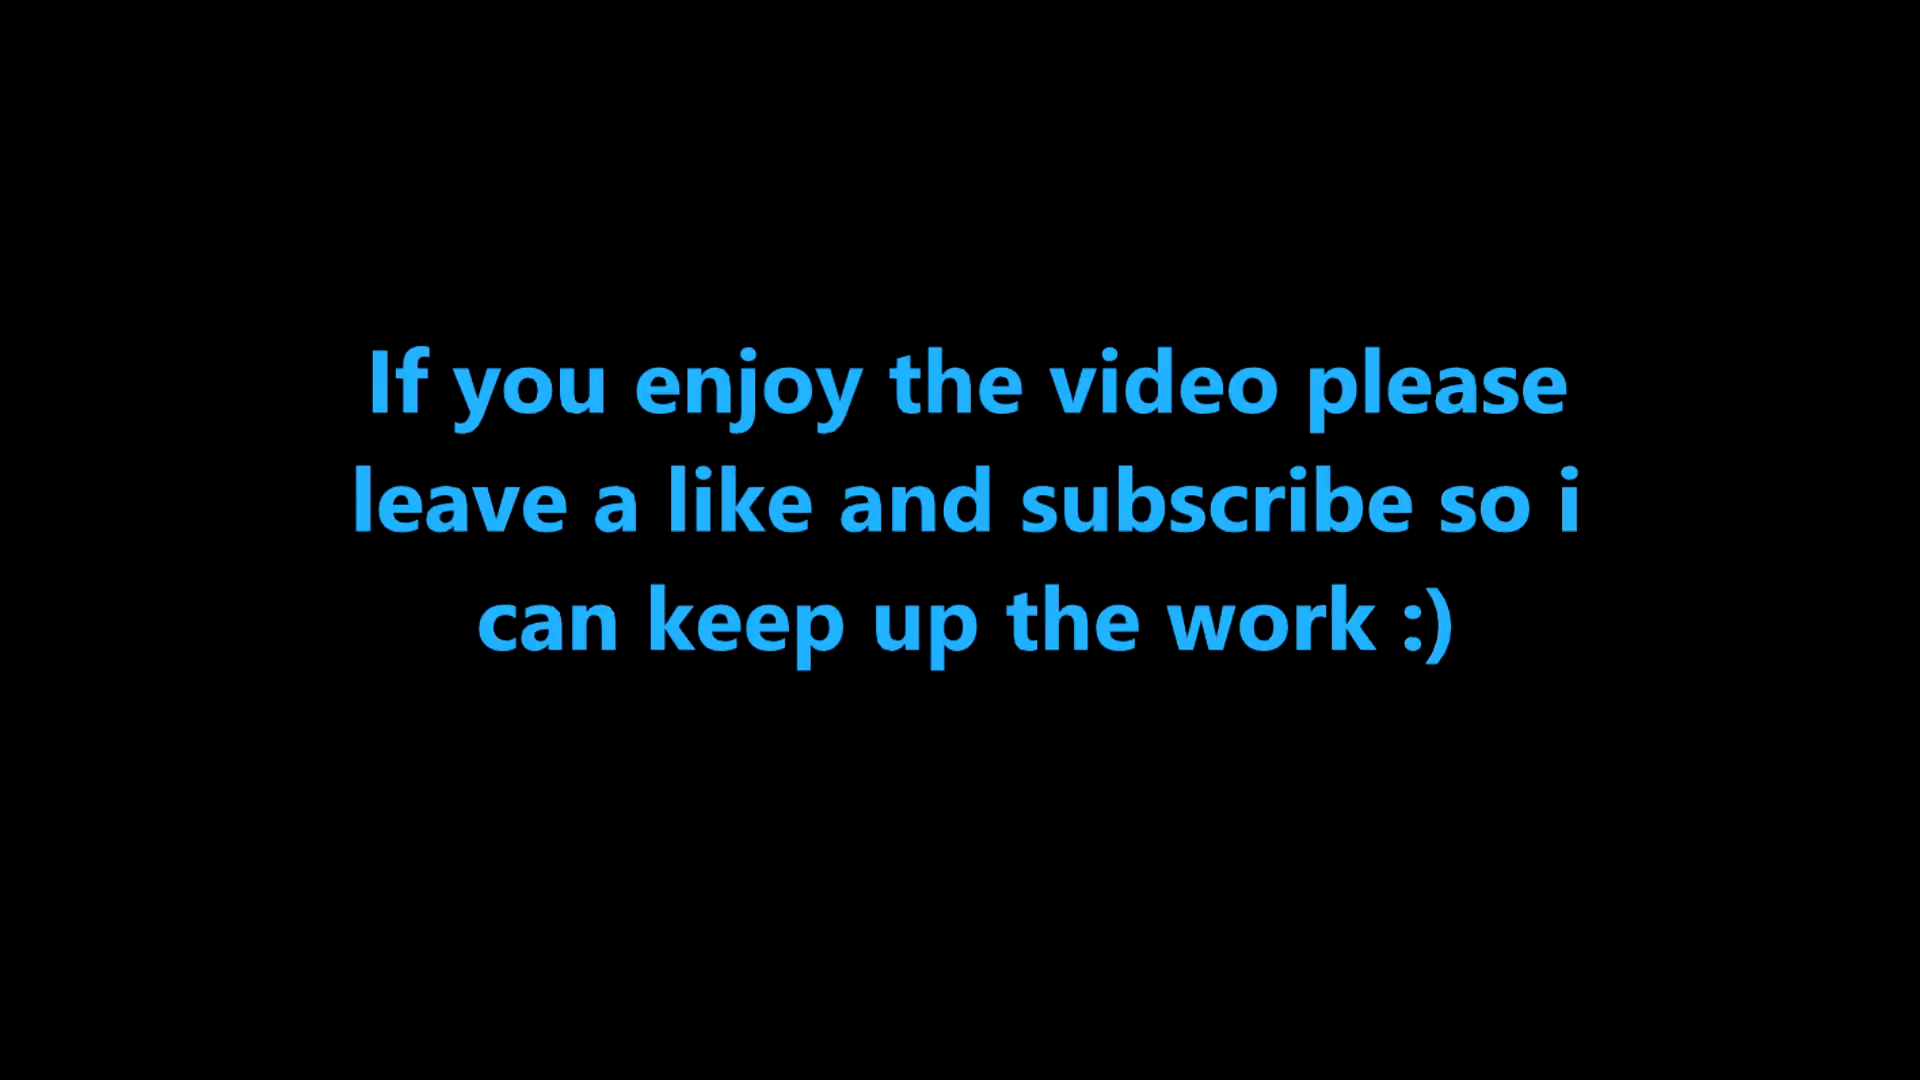 If you enjoy the video please
leave a like and subscribe so i
can keep up the work :)